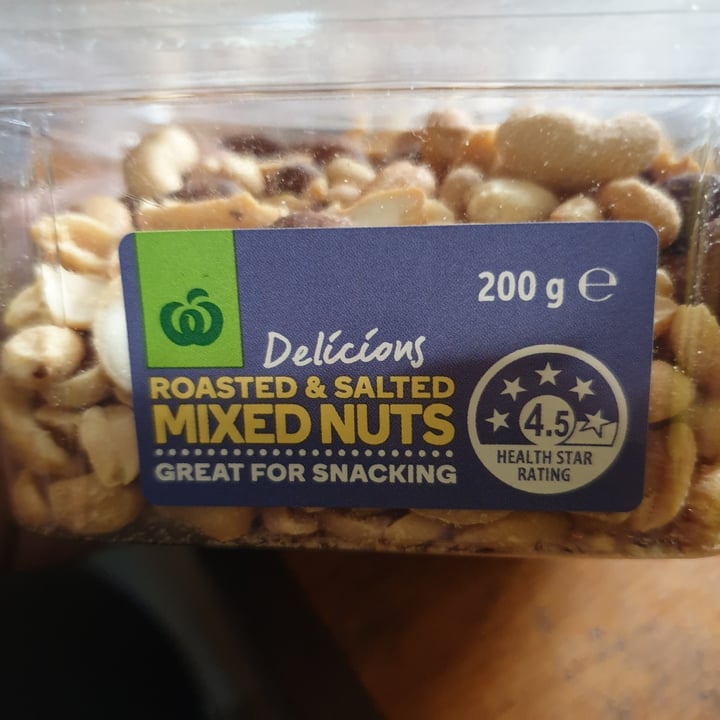 200 g ℮
Delicious
ROASTED & SALTED
MIXED NUTS
GREAT FOR SNACKING
4.5
HEALTH STAR
RATING